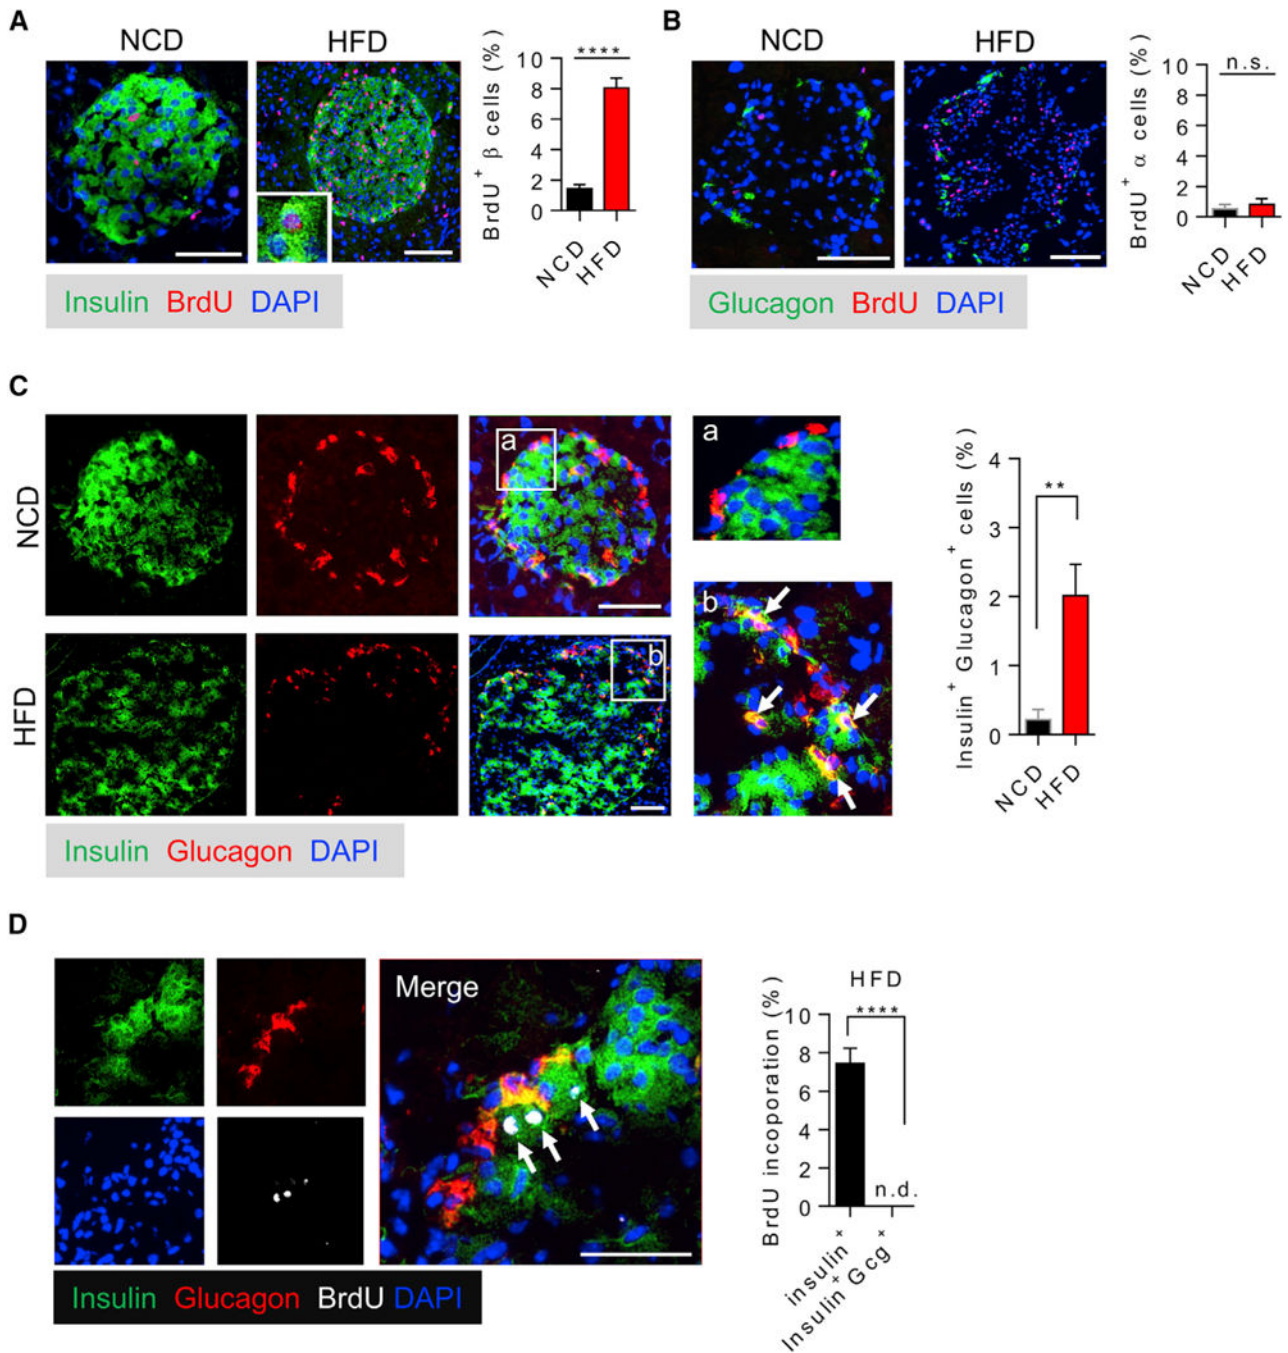 A
NCD HFD
BrdU+ β cells (%)
10
8
6
4
2
0
****
NCD HFD
Insulin BrdU DAPI
B
NCD HFD
BrdU+ α cells (%)
10
8
6
4
2
0
n.s.
NCD HFD
Glucagon BrdU DAPI
C
NCD
a
a
HFD
b
b
Insulin+ Glucagon+ cells (%)
4
3
2
1
0
**
NCD HFD
Insulin Glucagon DAPI
D
Merge
HFD
BrdU incoporation (%)
10
8
6
4
2
0
****
n.d.
insulin+
Insulin+ Gcg+
Insulin Glucagon BrdU DAPI